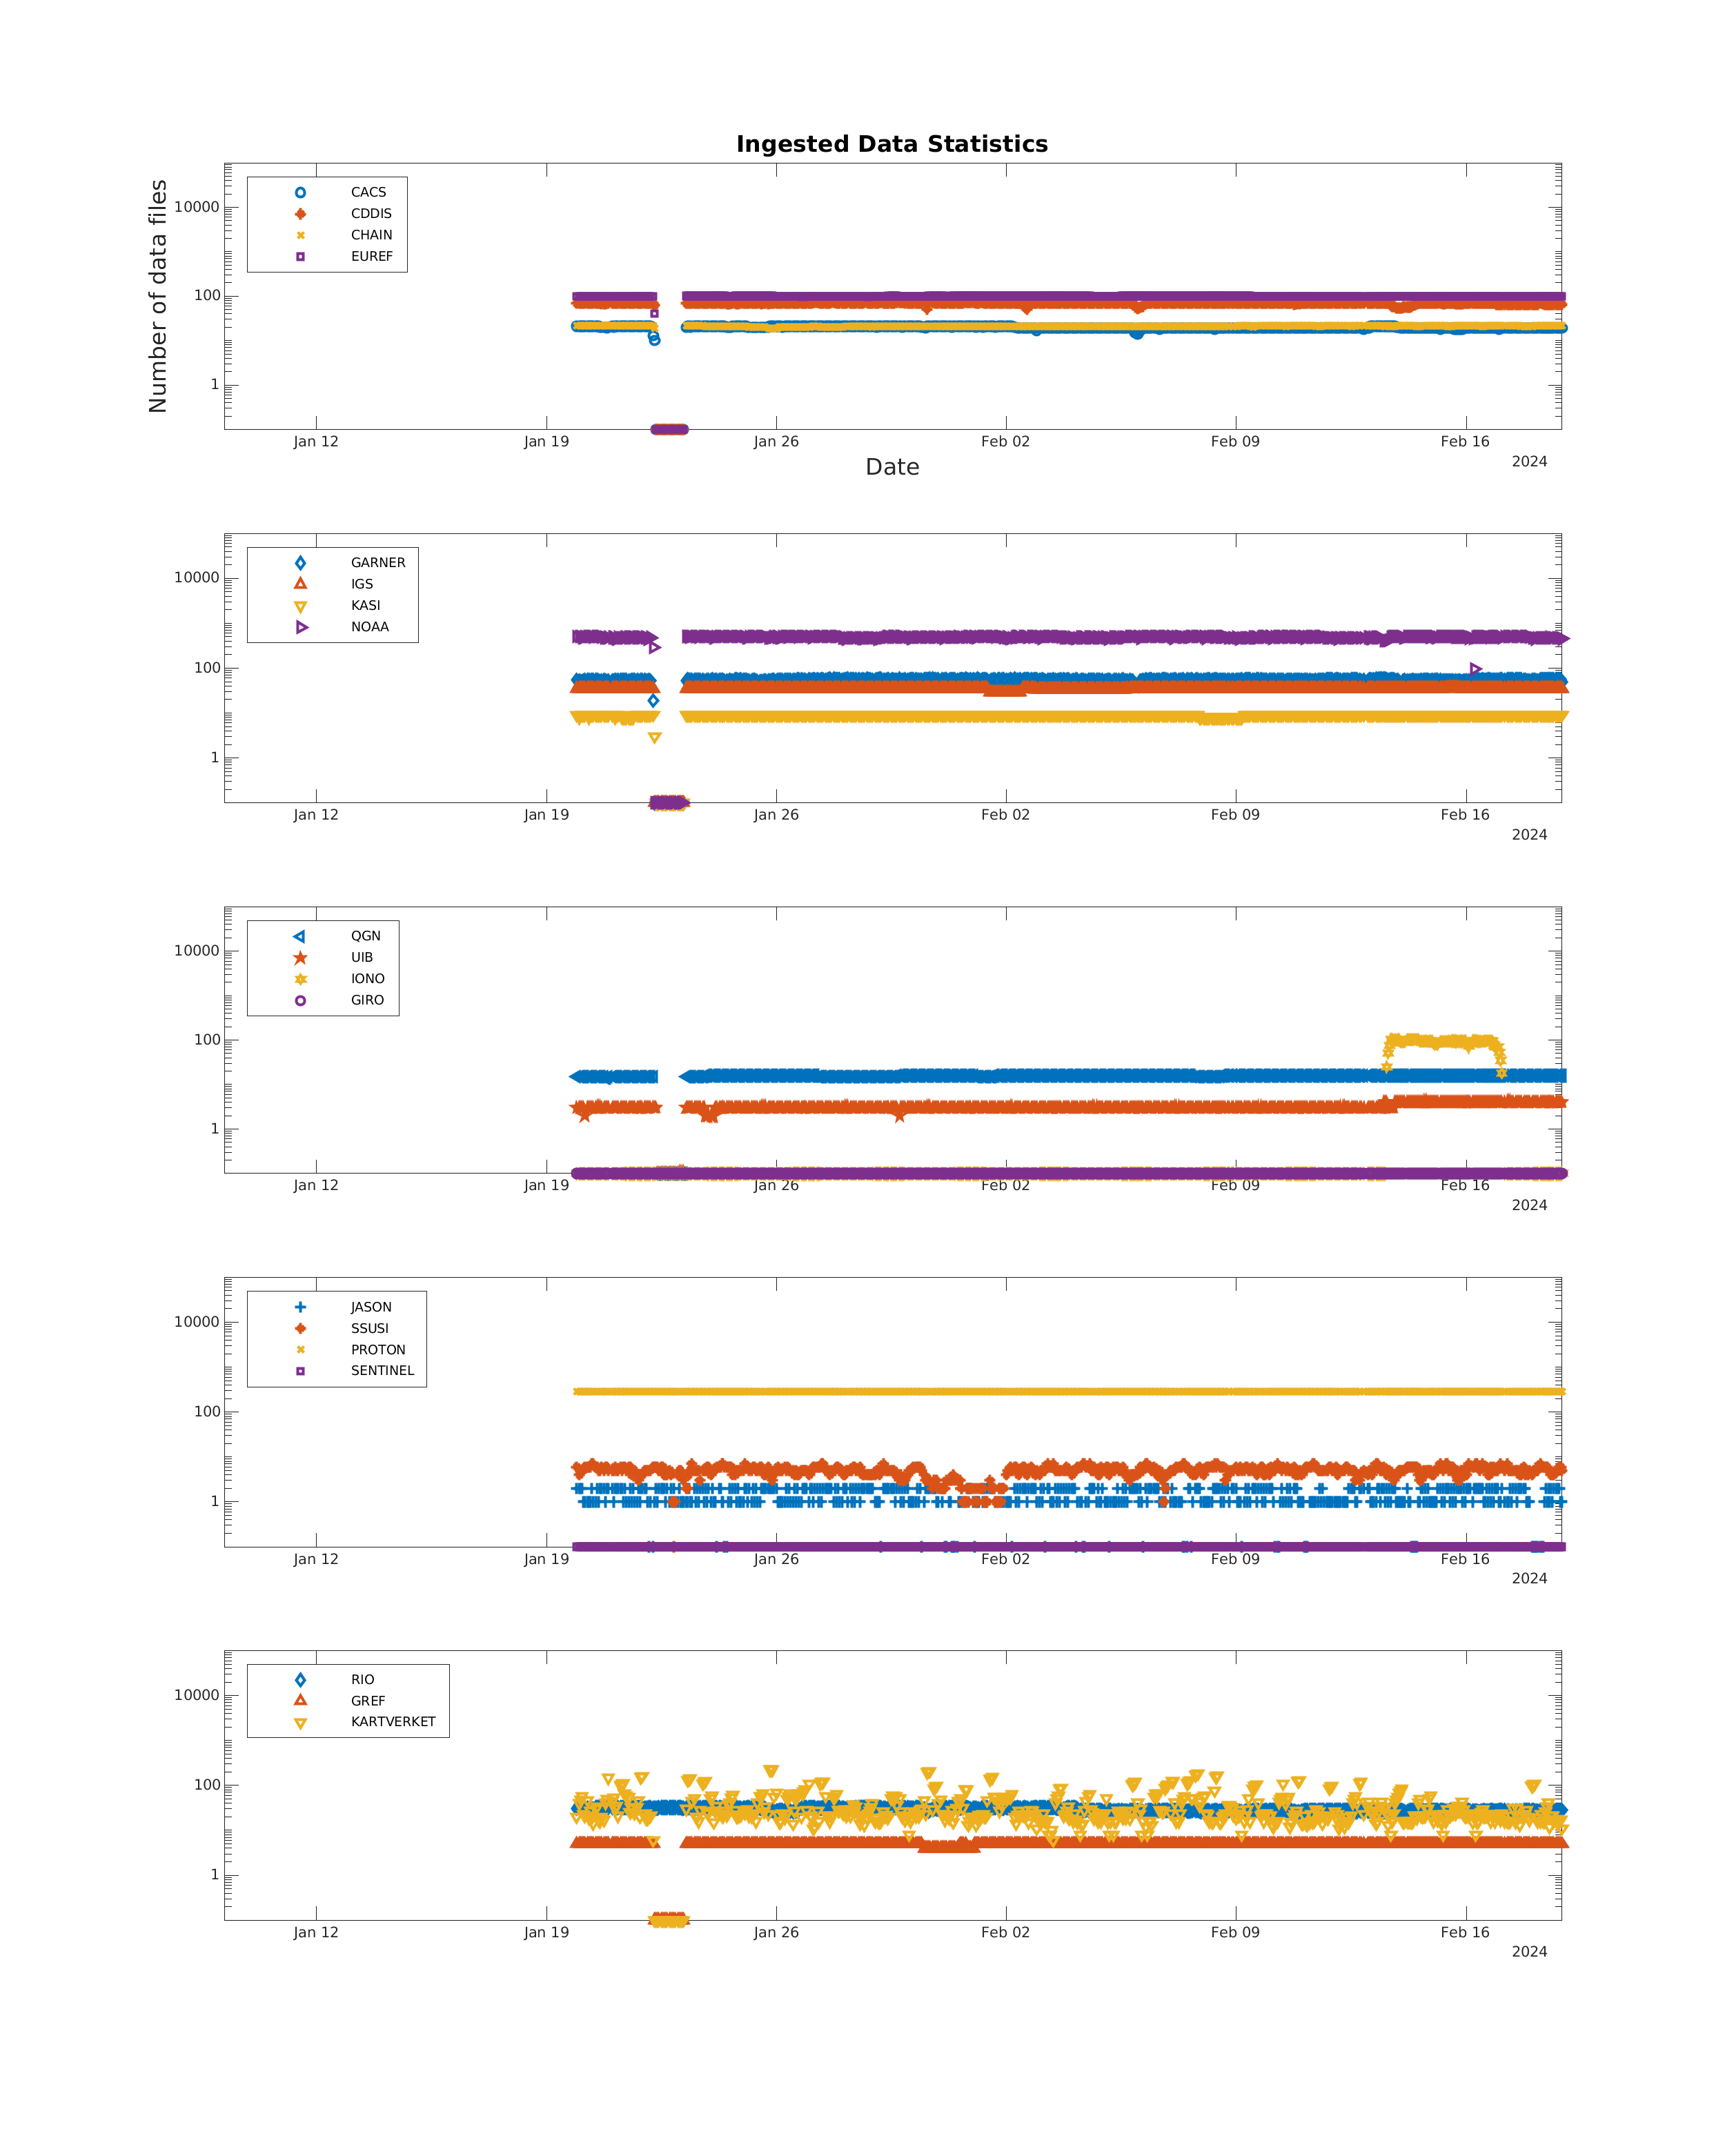 Ingested Data Statistics
Number of data files
CACS
CDDIS
CHAIN
EUREF
10000
100
1
Jan 12 Jan 19 Jan 26 Feb 02 Feb 09 Feb 16
2024
Date
GARNER
IGS
KASI
NOAA
10000
100
1
Jan 12 Jan 19 Jan 26 Feb 02 Feb 09 Feb 16
2024
QGN
UIB
IONO
GIRO
10000
100
1
Jan 12 Jan 19 Jan 26 Feb 02 Feb 09 Feb 16
2024
JASON
SSUSI
PROTON
SENTINEL
10000
100
1
Jan 12 Jan 19 Jan 26 Feb 02 Feb 09 Feb 16
2024
RIO
GREF
KARTVERKET
10000
100
1
Jan 12 Jan 19 Jan 26 Feb 02 Feb 09 Feb 16
2024